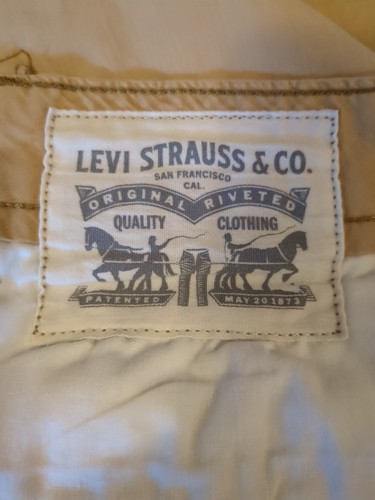 LEVI STRAUSS & CO.
SAN FRANCISCO
CAL.
ORIGINAL RIVETED
QUALITY CLOTHING
PATENTED MAY 20 1873